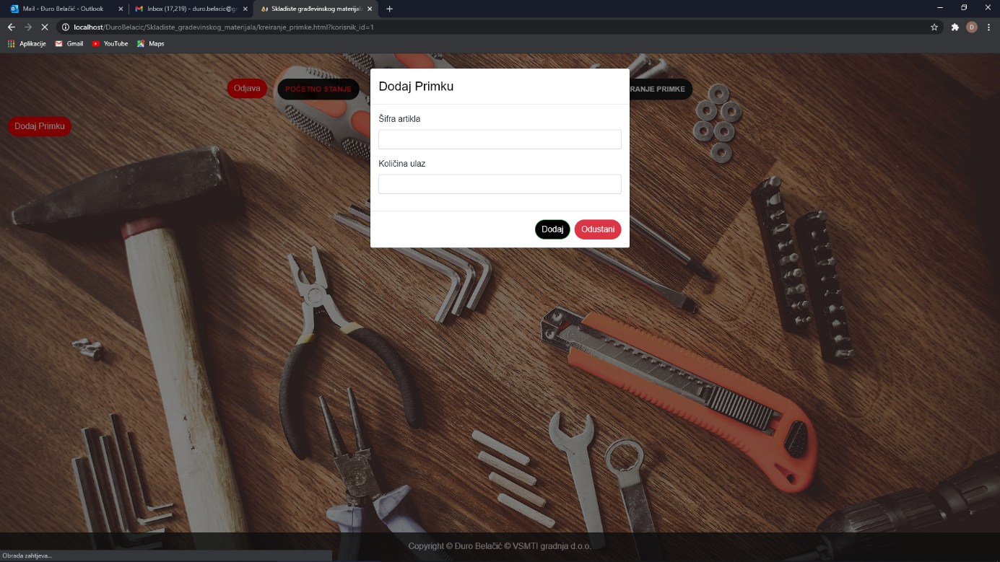 Mail - Đuro Belačić - Outlook
Inbox (17,219) - duro.belacic@g
Skladiste građevinskog materijala
localhost/DuroBelacic/Skladiste_gradevinskog_materijala/kreiranje_primke.html?korisnik_id=1
D
Aplikacije
Gmail
YouTube
Maps
Odjava
POČETNO STANJE
RANJE PRIMKE
Dodaj Primku
Dodaj Primku
Šifra artikla
Količina ulaz
Dodaj
Odustani
Copyright © Đuro Belačić © VSMTI gradnja d.o.o.
Obrada zahtjeva...